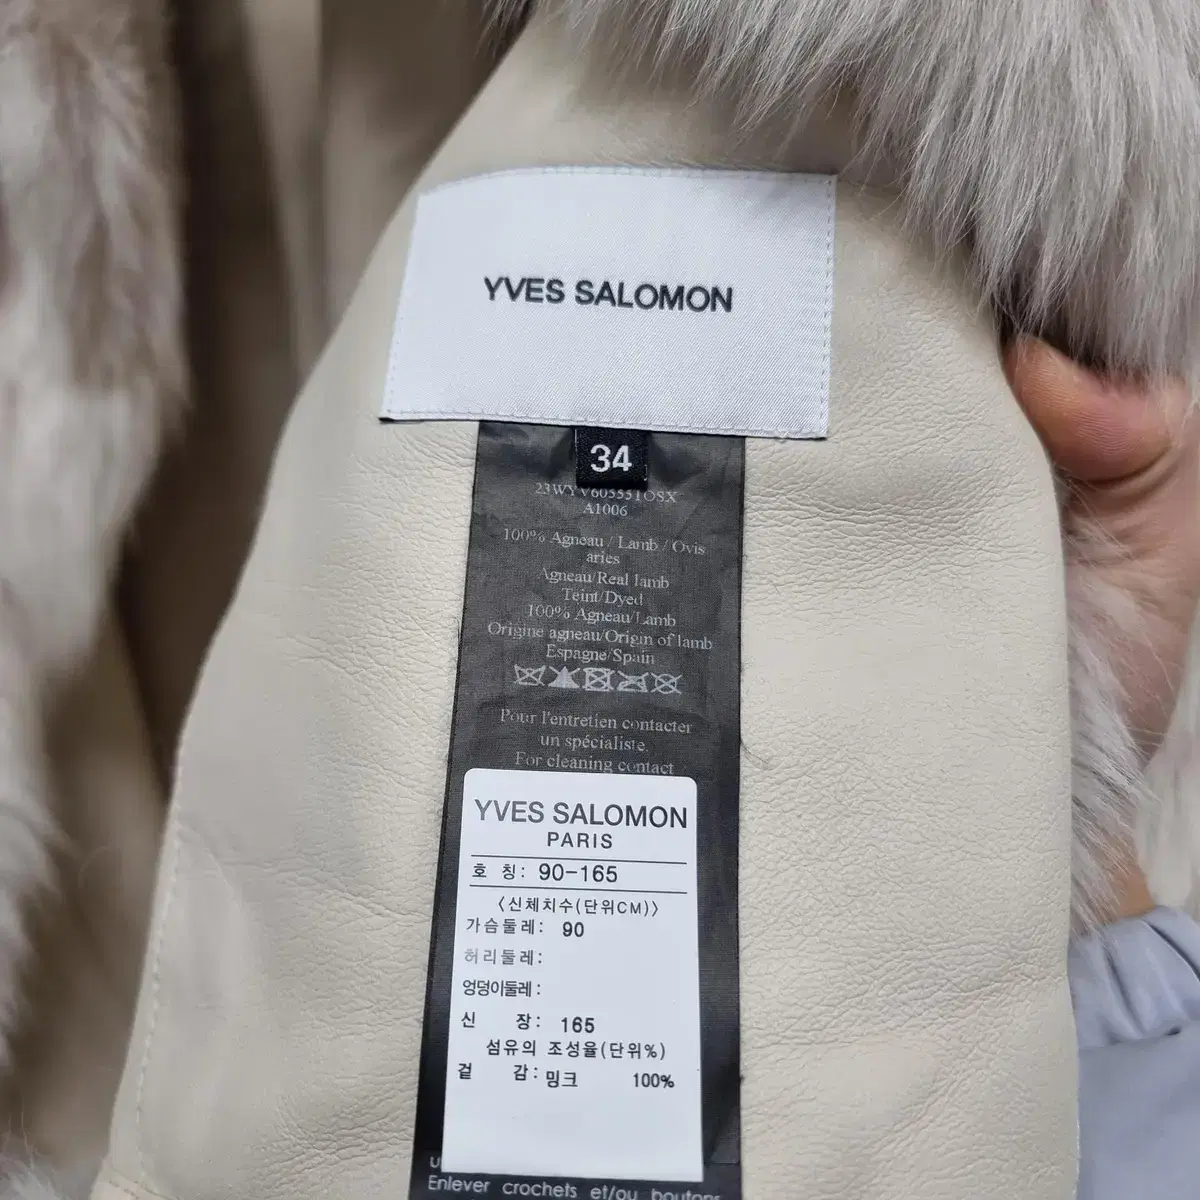 YVES SALOMON
34
23WYV605551OSX
A1006
100% Agneau / Lamb / Ovis
aries
Agneau/Real lamb
Teint/Dyed
100% Agneau/Lamb
Origine agneau/Origin of lamb
Espagne/Spain
Pour l'entretien contacter
un spécialiste.
For cleaning contact
YVES SALOMON
PARIS
호 칭: 90-165
〈신체치수(단위CM)〉
가슴둘레: 90
허리둘레:
엉덩이둘레:
신 장: 165
섬유의 조성율(단위%)
겉 감: 밍크 100%
Enlever crochets et/ou boutons